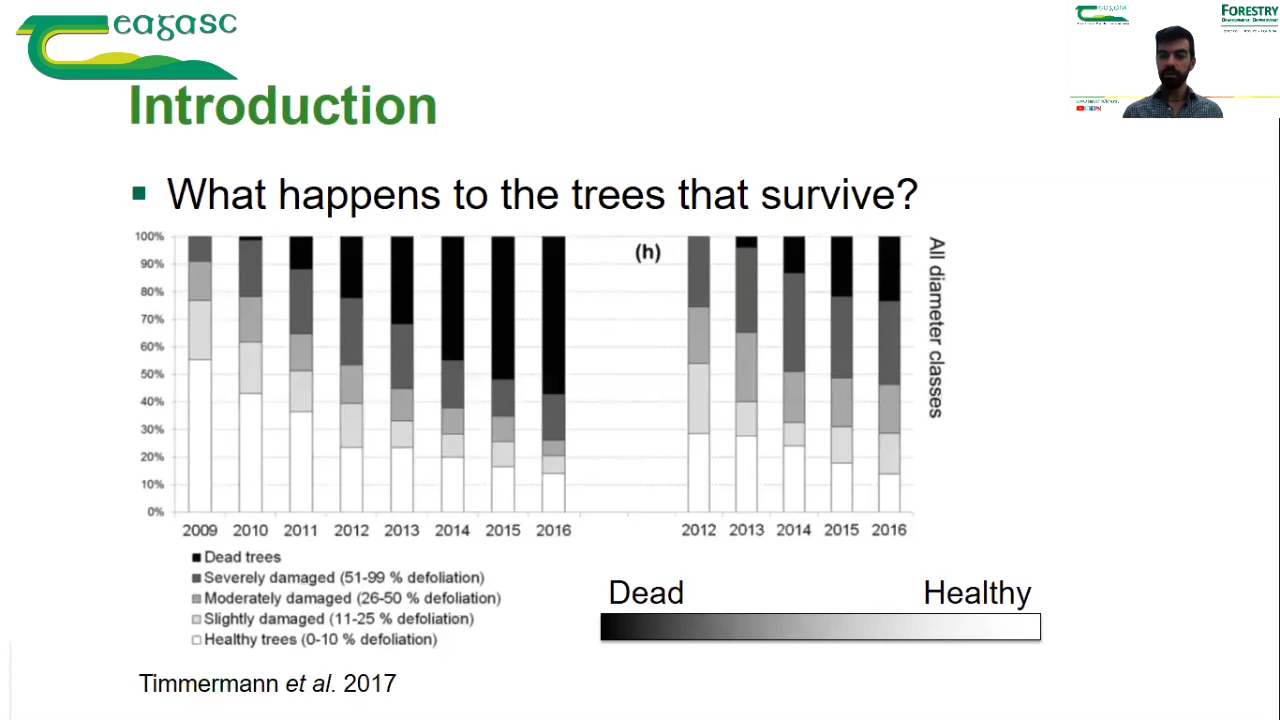 eagasc
Introduction
What happens to the trees that survive?
100%
90%
80%
70%
60%
50%
40%
30%
20%
10%
0%
(h)
All diameter classes
2009 2010 2011 2012 2013 2014 2015 2016
2012 2013 2014 2015 2016
Dead trees
Severely damaged (51-99 % defoliation)
Moderately damaged (26-50 % defoliation)
Slightly damaged (11-25 % defoliation)
Healthy trees (0-10 % defoliation)
Dead Healthy
Timmermann et al. 2017
eagasc
FORESTRY